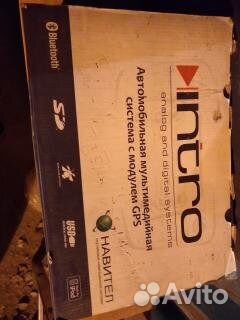 intro
analog and digital systems
Автомобильная мультимедийная
система с модулем GPS
Bluetooth
SD
USB
НАВИТЕЛ
iPod
Avito